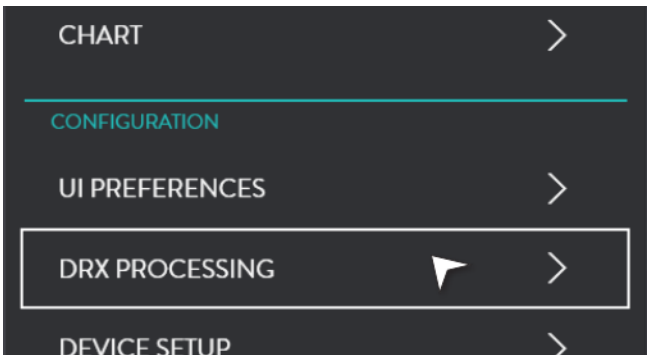 CHART
CONFIGURATION
UI PREFERENCES
DRX PROCESSING
DEVICE SETUP